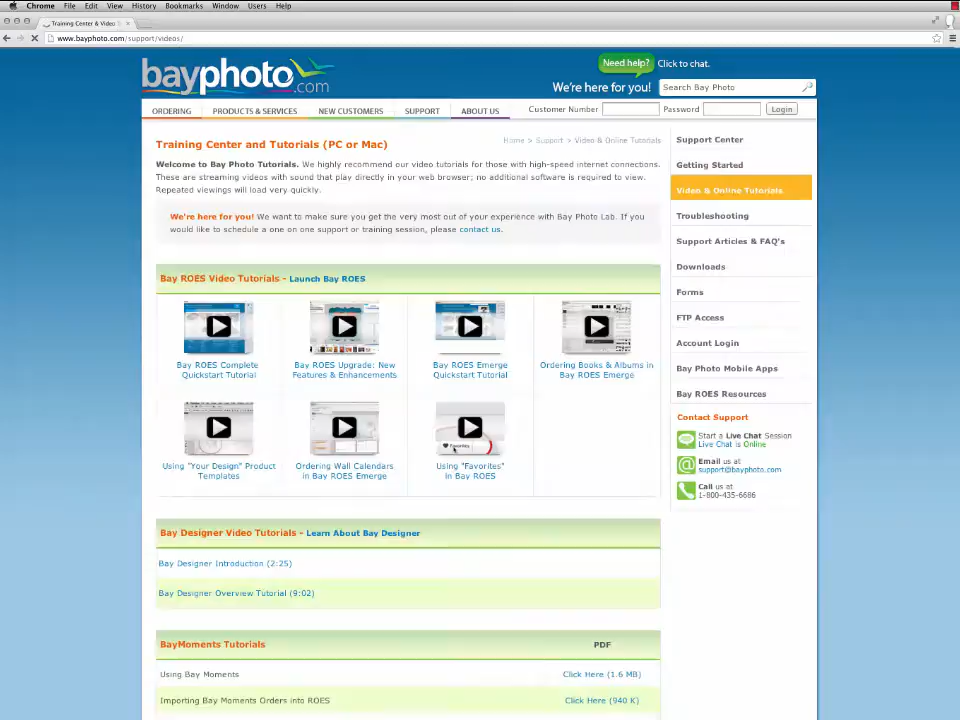 Chrome File Edit View History Bookmarks Window Users Help
Training Center & Video T
www.bayphoto.com/support/videos/
bayphoto.com
Need help? Click to chat.
We're here for you! Search Bay Photo
ORDERING PRODUCTS & SERVICES NEW CUSTOMERS SUPPORT ABOUT US Customer Number Password Login
Home > Support > Video & Online Tutorials
Training Center and Tutorials (PC or Mac)
Welcome to Bay Photo Tutorials. We highly recommend our video tutorials for those with high-speed internet connections.
These are streaming videos with sound that play directly in your web browser; no additional software is required to view.
Repeated viewings will load very quickly.
We're here for you! We want to make sure you get the very most out of your experience with Bay Photo Lab. If you
would like to schedule a one on one support or training session, please contact us.
Bay ROES Video Tutorials - Launch Bay ROES
Bay ROES Complete
Quickstart Tutorial
Bay ROES Upgrade: New
Features & Enhancements
Bay ROES Emerge
Quickstart Tutorial
Ordering Books & Albums in
Bay ROES Emerge
Using "Your Design" Product
Templates
Ordering Wall Calendars
in Bay ROES Emerge
Favorites
Using "Favorites"
in Bay ROES
Bay Designer Video Tutorials - Learn About Bay Designer
Bay Designer Introduction (2:25)
Bay Designer Overview Tutorial (9:02)
BayMoments Tutorials PDF
Using Bay Moments Click Here (1.6 MB)
Importing Bay Moments Orders into ROES Click Here (940 K)
Support Center
Getting Started
Video & Online Tutorials
Troubleshooting
Support Articles & FAQ's
Downloads
Forms
FTP Access
Account Login
Bay Photo Mobile Apps
Bay ROES Resources
Contact Support
Start a Live Chat Session
Live Chat is Online
Email us at
support@bayphoto.com
Call us at
1-800-435-6686